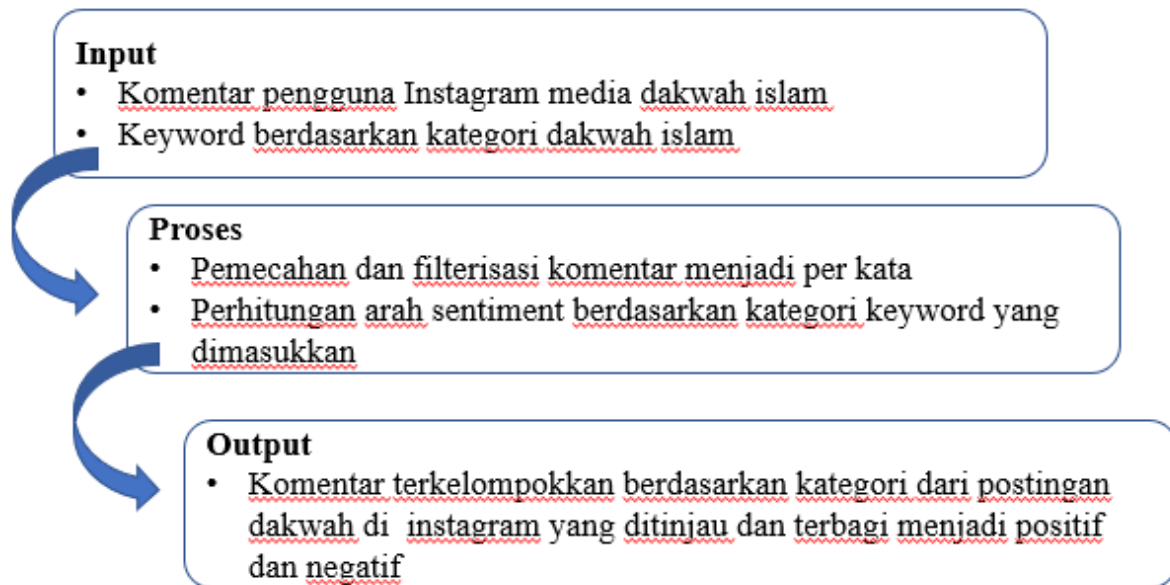 Input
• Komentar pengguna Instagram media dakwah islam
• Keyword berdasarkan kategori dakwah islam
Proses
• Pemecahan dan filterisasi komentar menjadi per kata
• Perhitungan arah sentiment berdasarkan kategori keyword yang
dimasukkan
Output
• Komentar terkelompokkan berdasarkan kategori dari postingan
dakwah di instagram yang ditinjau dan terbagi menjadi positif
dan negatif